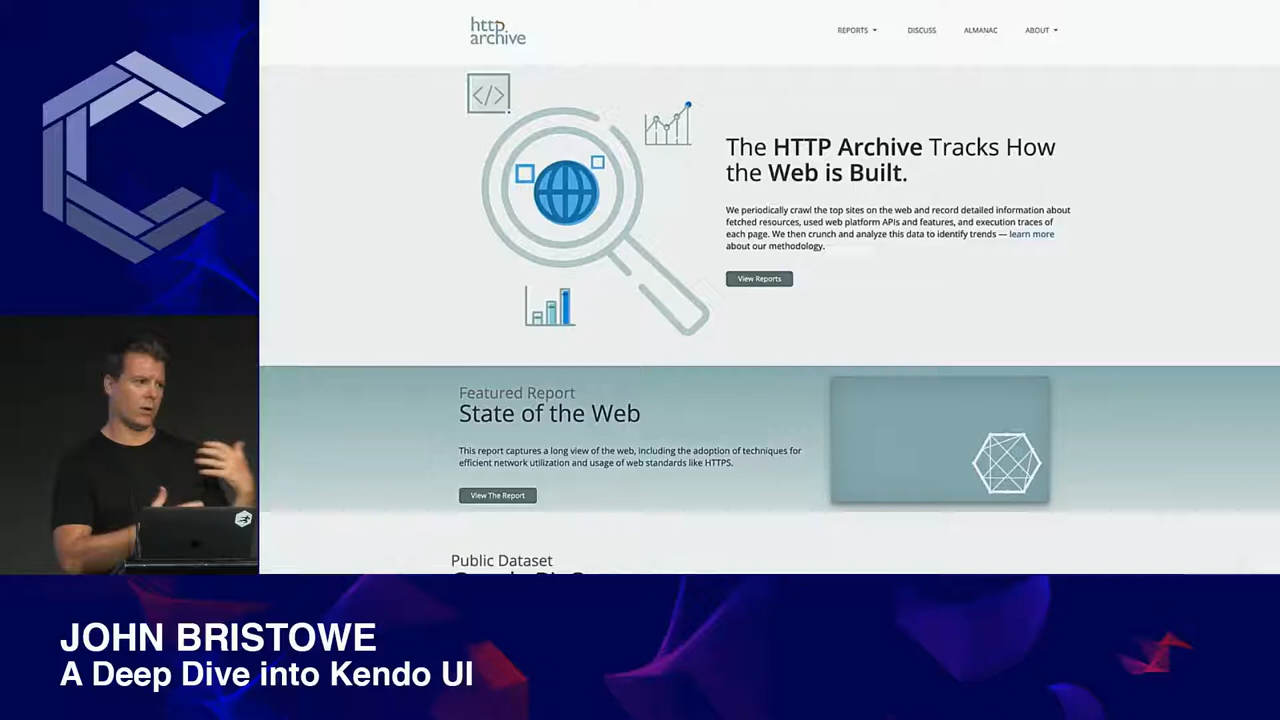 http
archive
REPORTS
DISCUSS
ALMANAC
ABOUT
</>
The HTTP Archive Tracks How
the Web is Built.
We periodically crawl the top sites on the web and record detailed information about
fetched resources, used web platform APIs and features, and execution traces of
each page. We then crunch and analyze this data to identify trends — learn more
about our methodology.
View Reports
Featured Report
State of the Web
This report captures a long view of the web, including the adoption of techniques for
efficient network utilization and usage of web standards like HTTPS.
View The Report
Public Dataset
JOHN BRISTOWE
A Deep Dive into Kendo UI